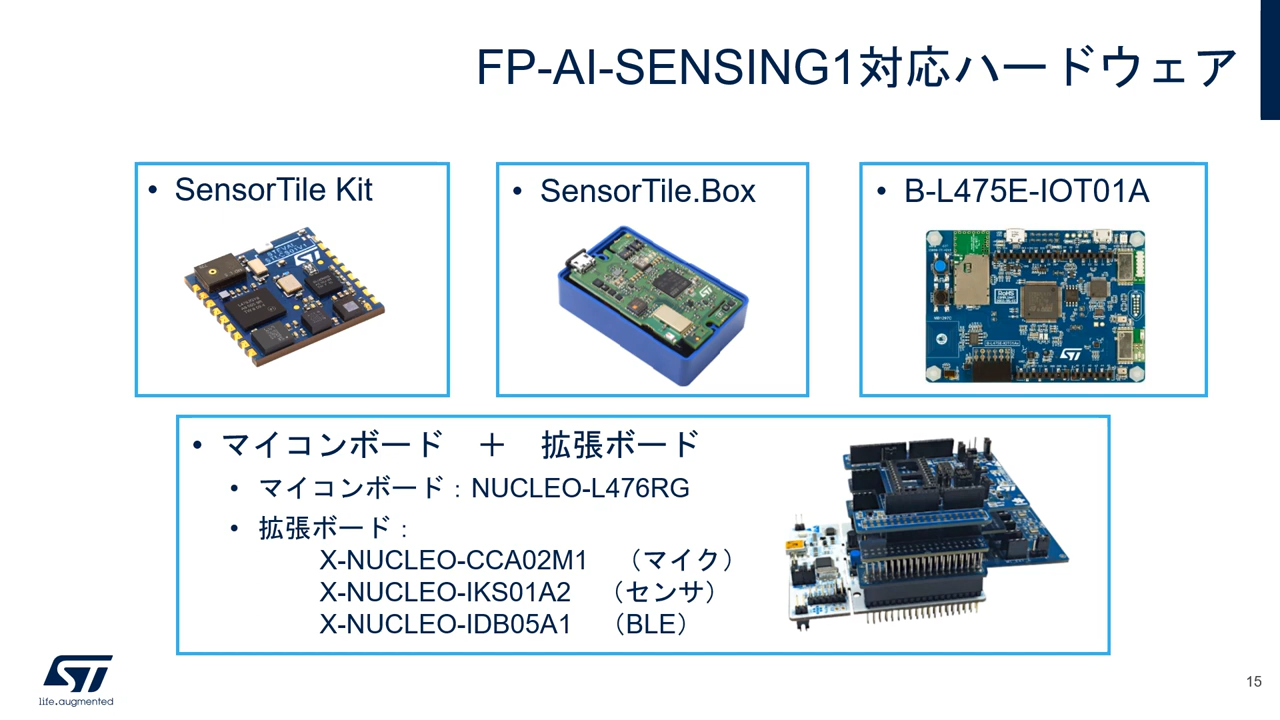 FP-AI-SENSING1対応ハードウェア
• SensorTile Kit
• SensorTile.Box
• B-L475E-IOT01A
• マイコンボード　＋　拡張ボード
• マイコンボード：NUCLEO-L476RG
• 拡張ボード：
X-NUCLEO-CCA02M1　（マイク）
X-NUCLEO-IKS01A2　（センサ）
X-NUCLEO-IDB05A1　（BLE）
ST
life.augmented
15